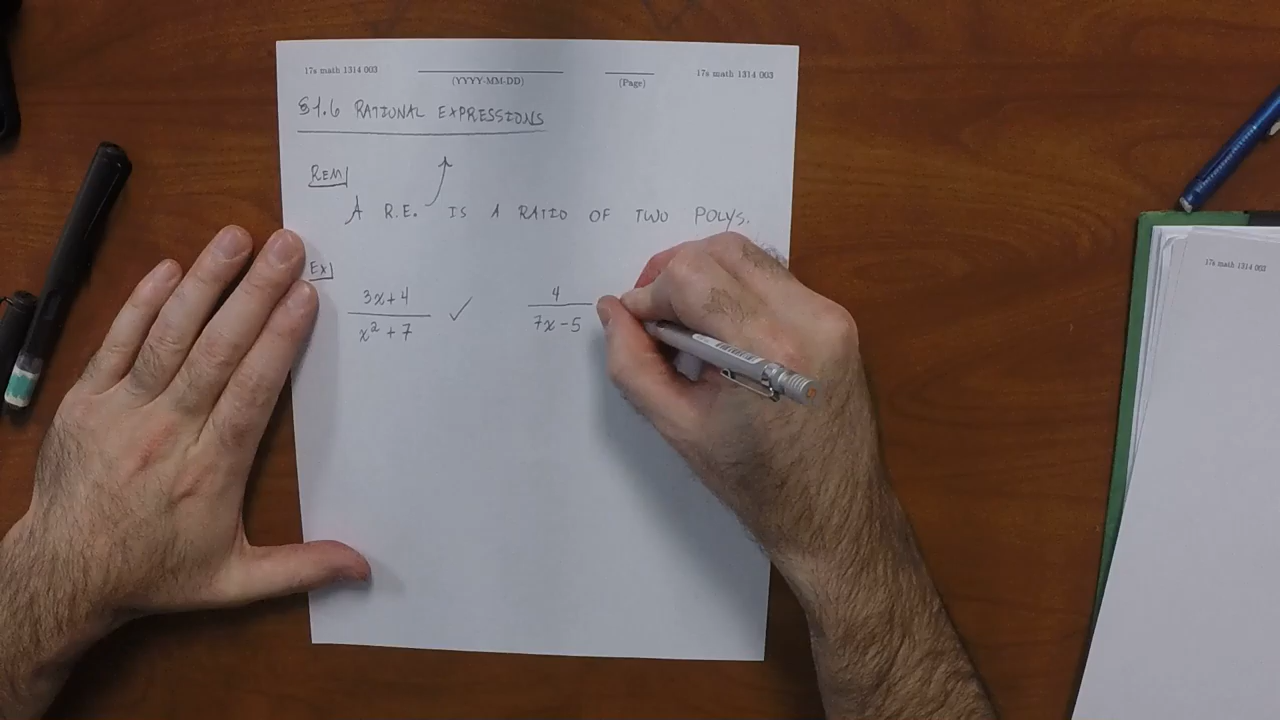 17s math 1314 003 (YYYY-MM-DD) (Page) 17s math 1314 003
§1.6 RATIONAL EXPRESSIONS
REM
A R.E. IS A RATIO OF TWO POLYS.
EX
3x+4 / x²+7 ✓ 4 / 7x-5
17s math 1314 003